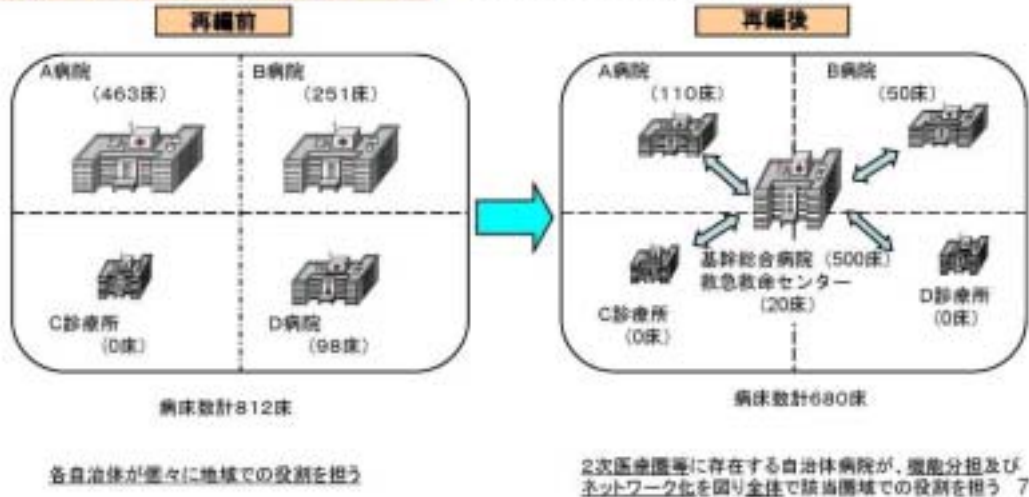 再編前
A病院
(463床)
B病院
(251床)
C診療所
(0床)
D病院
(98床)
病床数計812床
各自治体が個々に地域での役割を担う
再編後
A病院
(110床)
B病院
(50床)
基幹総合病院 (500床)
救急救命センター
(20床)
C診療所
(0床)
D診療所
(0床)
病床数計680床
2次医療圏等に存在する自治体病院が、機能分担及び
ネットワーク化を図り全体で該当圏域での役割を担う 7